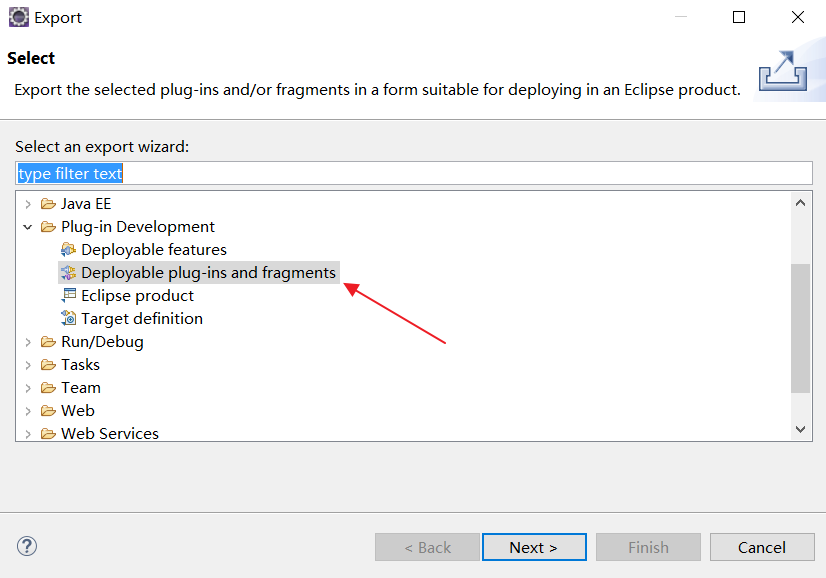 Export
Select
Export the selected plug-ins and/or fragments in a form suitable for deploying in an Eclipse product.
Select an export wizard:
type filter text
Java EE
Plug-in Development
Deployable features
Deployable plug-ins and fragments
Eclipse product
Target definition
Run/Debug
Tasks
Team
Web
Web Services
?
< Back
Next >
Finish
Cancel